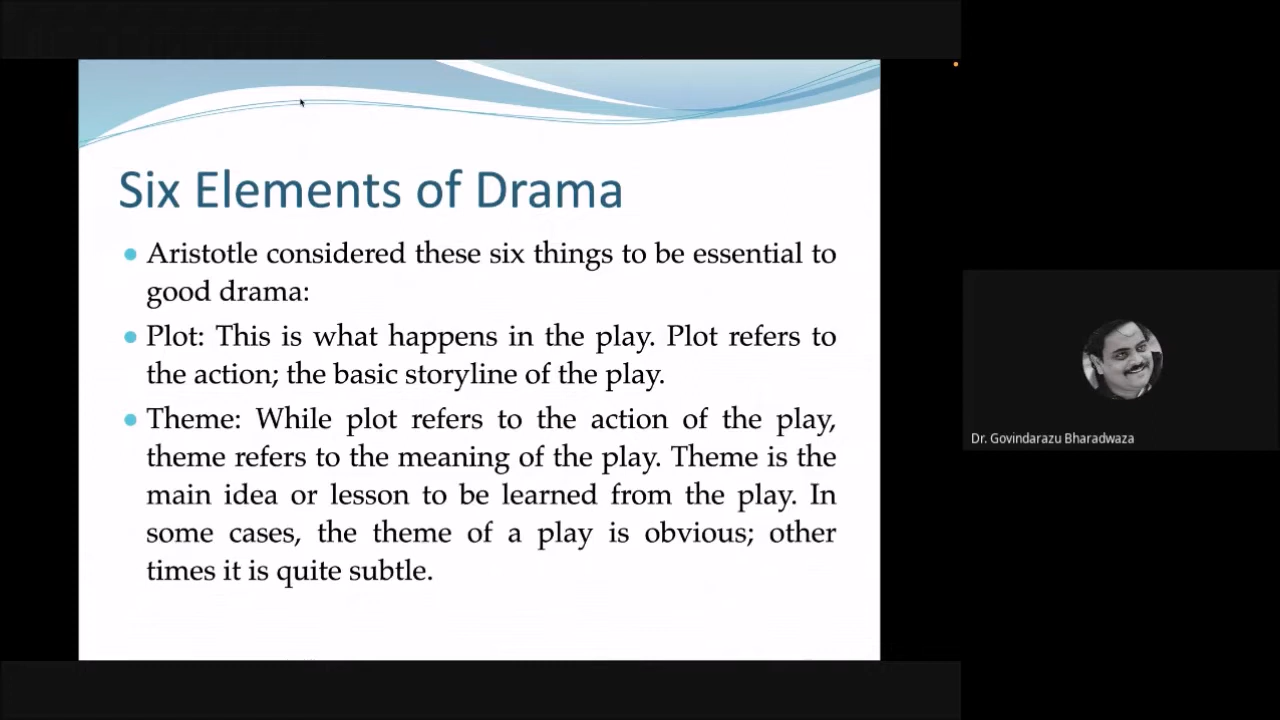 Six Elements of Drama
Aristotle considered these six things to be essential to
good drama:
Plot: This is what happens in the play. Plot refers to
the action; the basic storyline of the play.
Theme: While plot refers to the action of the play,
theme refers to the meaning of the play. Theme is the
main idea or lesson to be learned from the play. In
some cases, the theme of a play is obvious; other
times it is quite subtle.
Dr. Govindarazu Bharadwaza